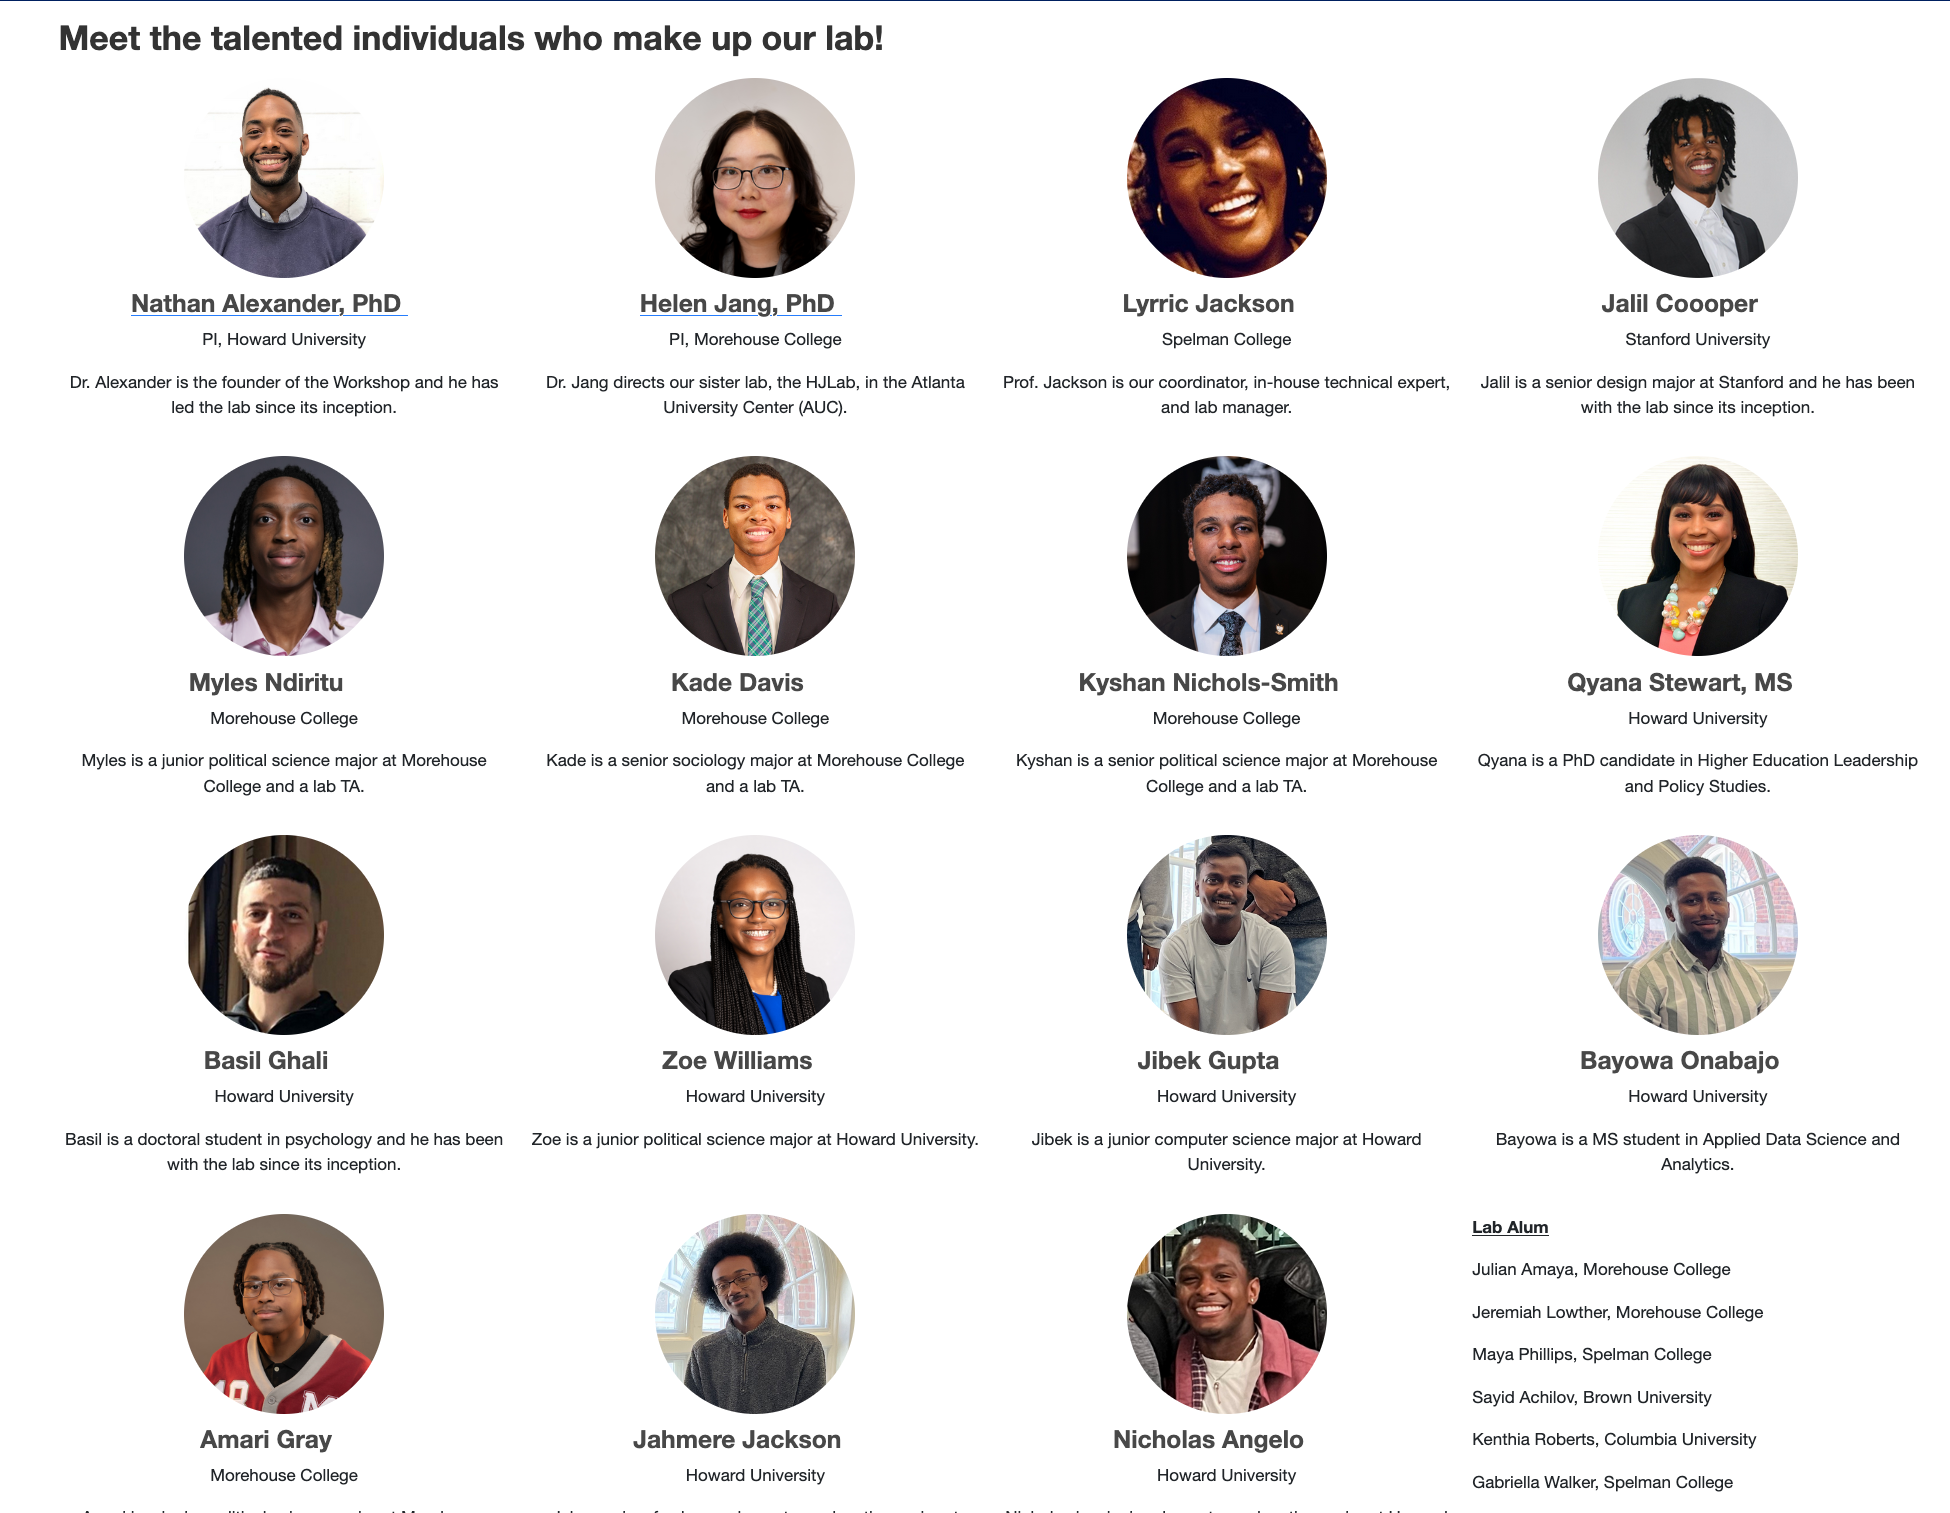 Meet the talented individuals who make up our lab!
Nathan Alexander, PhD
PI, Howard University
Dr. Alexander is the founder of the Workshop and he has
led the lab since its inception.
Helen Jang, PhD
PI, Morehouse College
Dr. Jang directs our sister lab, the HJLab, in the Atlanta
University Center (AUC).
Lyrric Jackson
Spelman College
Prof. Jackson is our coordinator, in-house technical expert,
and lab manager.
Jalil Coooper
Stanford University
Jalil is a senior design major at Stanford and he has been
with the lab since its inception.
Myles Ndiritu
Morehouse College
Myles is a junior political science major at Morehouse
College and a lab TA.
Kade Davis
Morehouse College
Kade is a senior sociology major at Morehouse College
and a lab TA.
Kyshan Nichols-Smith
Morehouse College
Kyshan is a senior political science major at Morehouse
College and a lab TA.
Qyana Stewart, MS
Howard University
Qyana is a PhD candidate in Higher Education Leadership
and Policy Studies.
Basil Ghali
Howard University
Basil is a doctoral student in psychology and he has been
with the lab since its inception.
Zoe Williams
Howard University
Zoe is a junior political science major at Howard University.
Jibek Gupta
Howard University
Jibek is a junior computer science major at Howard
University.
Bayowa Onabajo
Howard University
Bayowa is a MS student in Applied Data Science and
Analytics.
Amari Gray
Morehouse College
Jahmere Jackson
Howard University
Nicholas Angelo
Howard University
Lab Alum
Julian Amaya, Morehouse College
Jeremiah Lowther, Morehouse College
Maya Phillips, Spelman College
Sayid Achilov, Brown University
Kenthia Roberts, Columbia University
Gabriella Walker, Spelman College